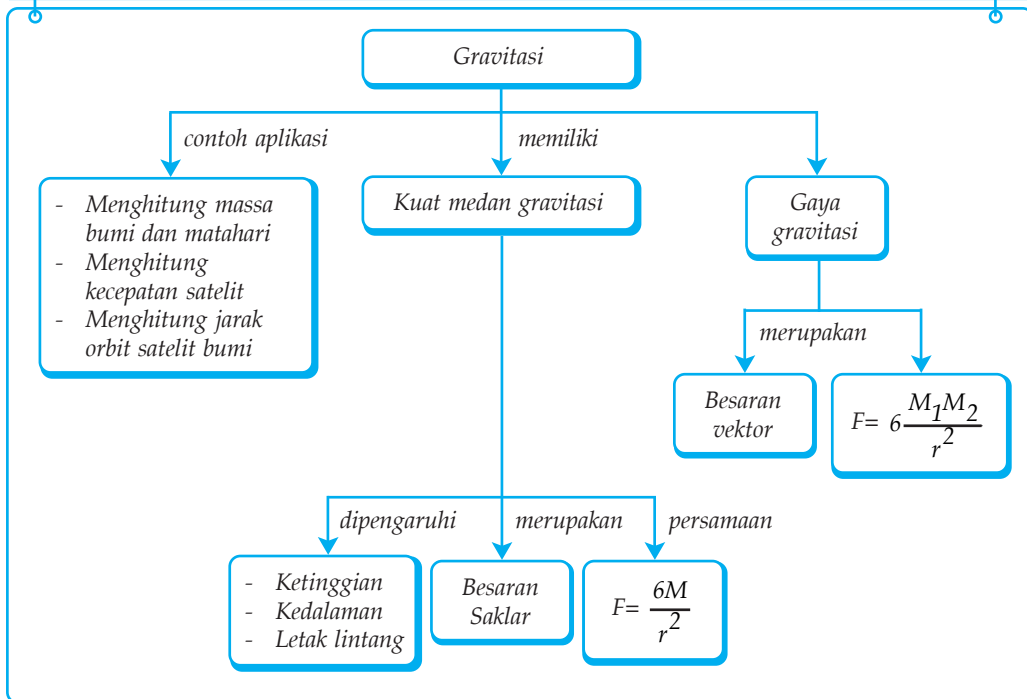 Gravitasi
contoh aplikasi
memiliki
- Menghitung massa
bumi dan matahari
- Menghitung
kecepatan satelit
- Menghitung jarak
orbit satelit bumi
Kuat medan gravitasi
Gaya
gravitasi
merupakan
Besaran
vektor
F= 6 M₁M₂ / r²
dipengaruhi
merupakan
persamaan
- Ketinggian
- Kedalaman
- Letak lintang
Besaran
Saklar
F= 6M / r²